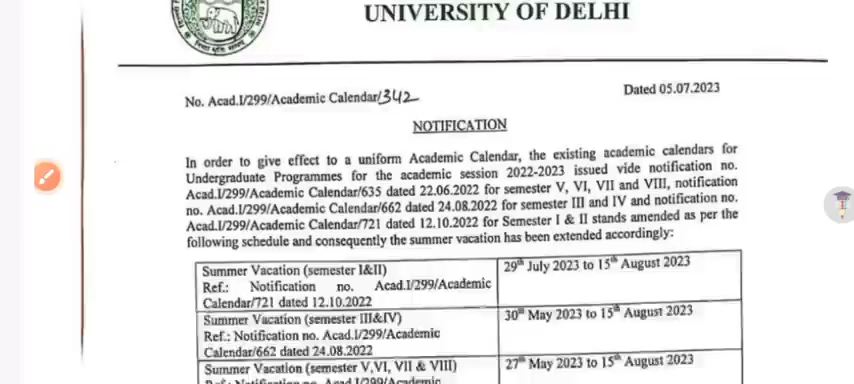 UNIVERSITY OF DELHI
No. Acad.I/299/Academic Calendar/342
Dated 05.07.2023
NOTIFICATION
In order to give effect to a uniform Academic Calendar, the existing academic calendars for
Undergraduate Programmes for the academic session 2022-2023 issued vide notification no.
Acad.I/299/Academic Calendar/635 dated 22.06.2022 for semester V, VI, VII and VIII, notification
no. Acad.I/299/Academic Calendar/662 dated 24.08.2022 for semester III and IV and notification no.
Acad.I/299/Academic Calendar/721 dated 12.10.2022 for Semester I & II stands amended as per the
following schedule and consequently the summer vacation has been extended accordingly:
Summer Vacation (semester I&II)
Ref.: Notification no. Acad.I/299/Academic
Calendar/721 dated 12.10.2022
29th July 2023 to 15th August 2023
Summer Vacation (semester III&IV)
Ref.: Notification no. Acad.I/299/Academic
Calendar/662 dated 24.08.2022
30th May 2023 to 15th August 2023
Summer Vacation (semester V,VI, VII & VIII)
Ref.: Notification no. Acad.I/299/Academic
27th May 2023 to 15th August 2023